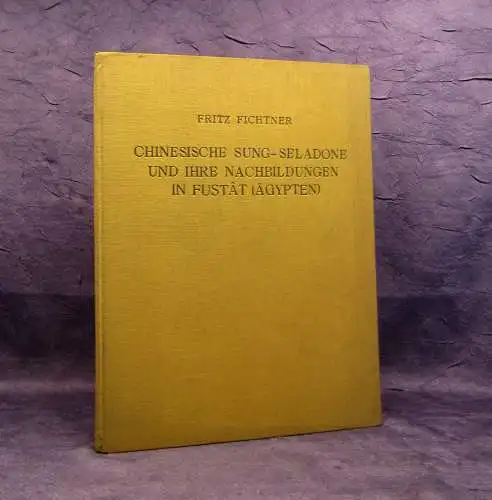 FRITZ FICHTNER
CHINESISCHE SUNG-SELADONE
UND IHRE NACHBILDUNGEN
IN FUSTÂT (ÄGYPTEN)